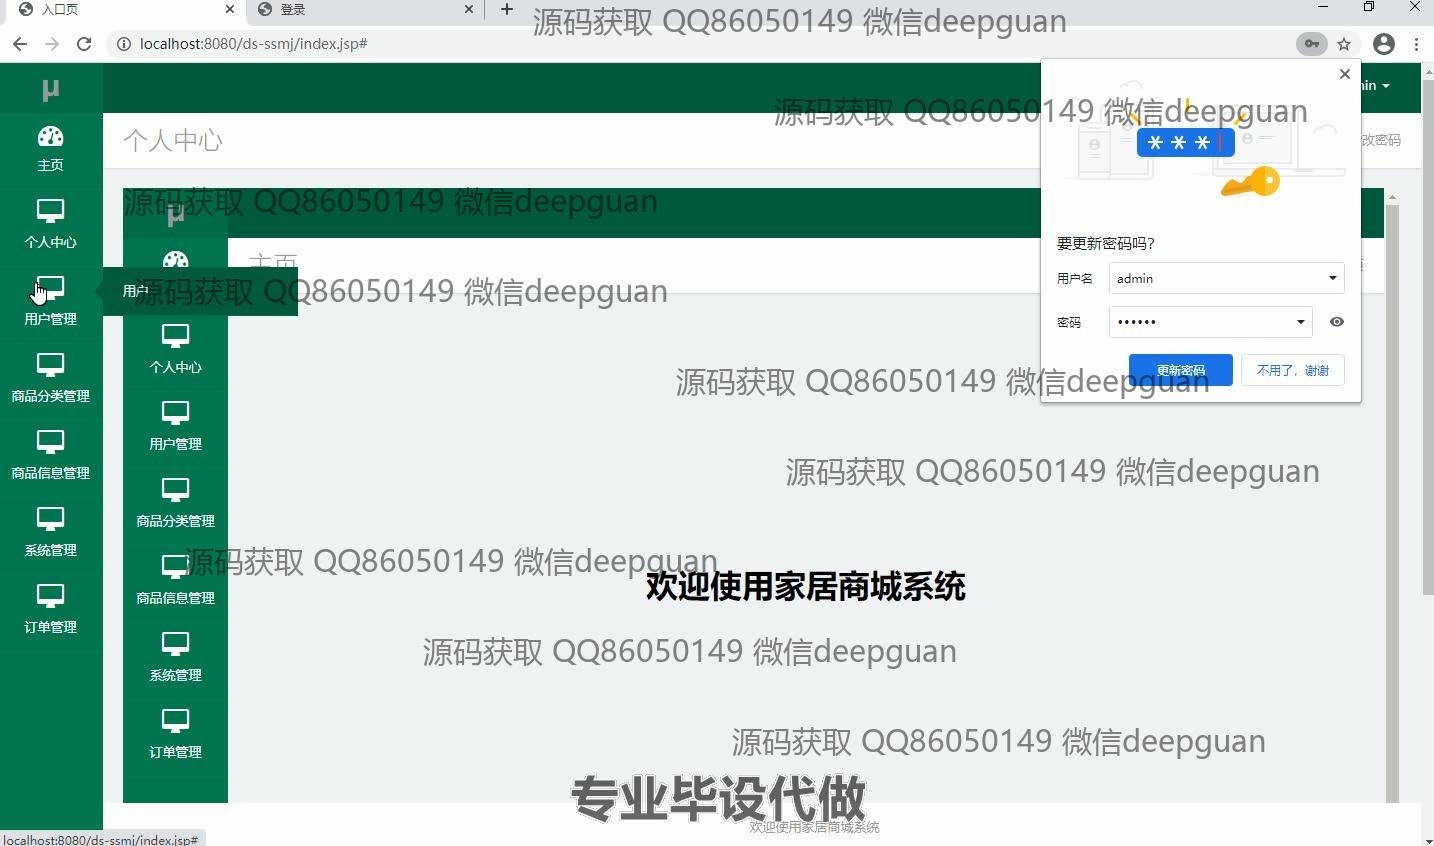 入口页
登录
源码获取 QQ86050149 微信deepguan
localhost:8080/ds-ssmj/index.jsp#
μ
源码获取 QQ86050149 微信deepguan
个人中心
改密码
主页
源码获取 QQ86050149 微信deepguan
μ
个人中心
要更新密码吗?
主页
用户名 admin
用户
源码获取 QQ86050149 微信deepguan
用户管理
密码 ••••••
个人中心
更新密码
不用了，谢谢
源码获取 QQ86050149 微信deepguan
商品分类管理
用户管理
商品信息管理
源码获取 QQ86050149 微信deepguan
商品分类管理
系统管理
源码获取 QQ86050149 微信deepguan
欢迎使用家居商城系统
商品信息管理
订单管理
源码获取 QQ86050149 微信deepguan
系统管理
源码获取 QQ86050149 微信deepguan
订单管理
专业毕设代做
欢迎使用家居商城系统
localhost:8080/ds-ssmj/index.jsp#